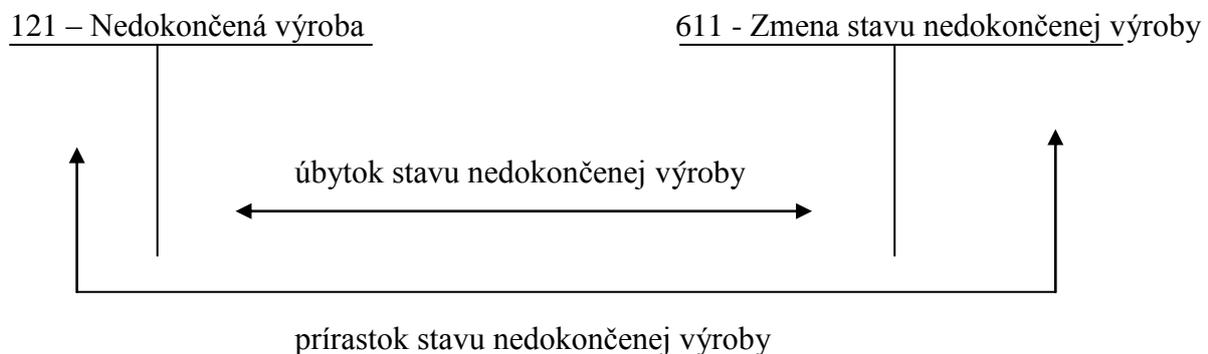 121 – Nedokončená výroba
611 - Zmena stavu nedokončenej výroby
úbytok stavu nedokončenej výroby
prírastok stavu nedokončenej výroby